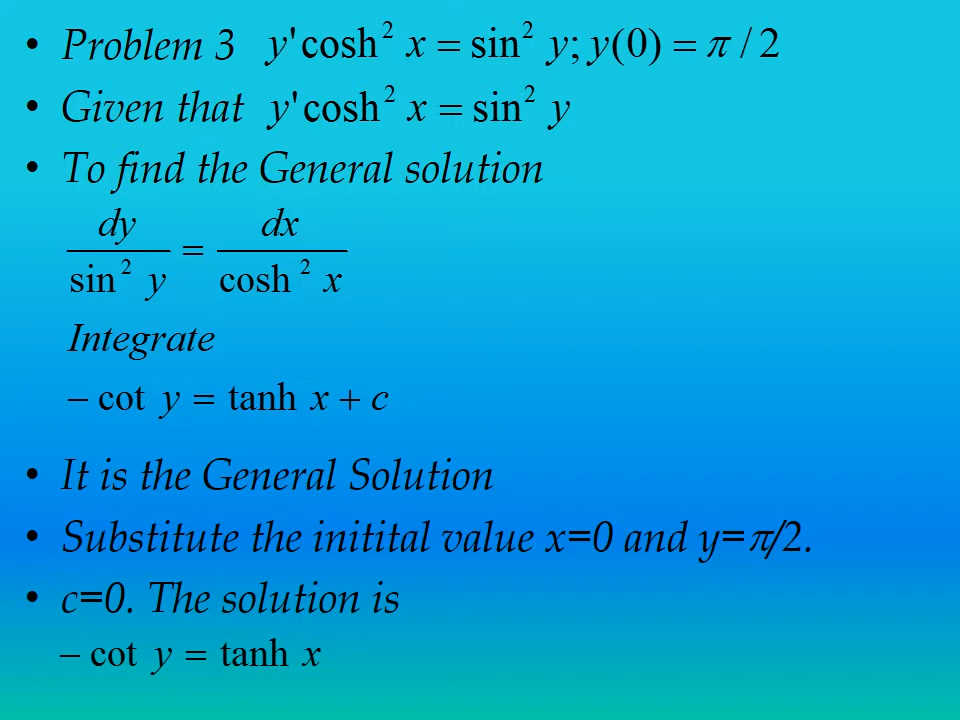 • Problem 3 y' cosh² x = sin² y; y(0) = π / 2
• Given that y' cosh² x = sin² y
• To find the General solution
dy/sin² y = dx/cosh² x
Integrate
− cot y = tanh x + c
• It is the General Solution
• Substitute the initital value x=0 and y=π/2.
• c=0. The solution is
− cot y = tanh x